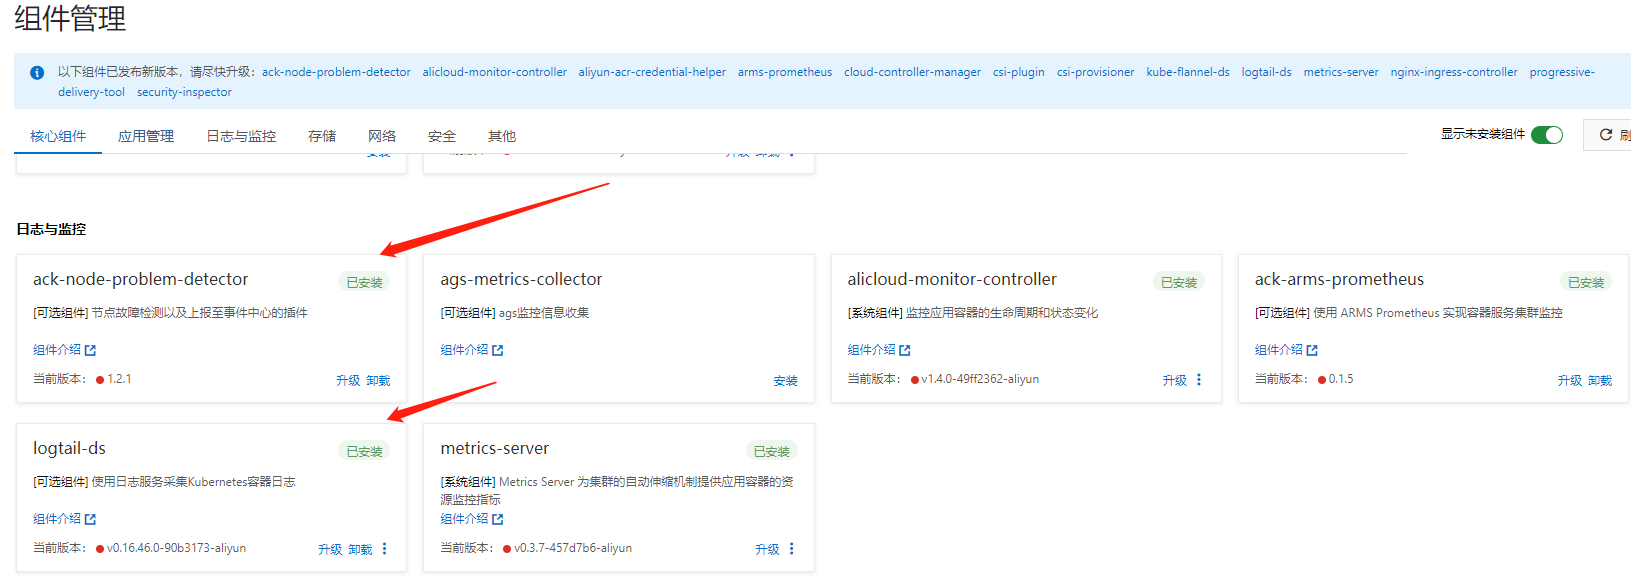 组件管理
以下组件已发布新版本，请尽快升级：ack-node-problem-detector alicloud-monitor-controller aliyun-acr-credential-helper arms-prometheus cloud-controller-manager csi-plugin csi-provisioner kube-flannel-ds logtail-ds metrics-server nginx-ingress-controller progressive-
delivery-tool security-inspector
核心组件 应用管理 日志与监控 存储 网络 安全 其他 显示未安装组件 刷
安装 升级 卸载
日志与监控
ack-node-problem-detector 已安装
[可选组件] 节点故障检测以及上报至事件中心的插件
组件介绍
当前版本： 1.2.1 升级 卸载
ags-metrics-collector
[可选组件] ags监控信息收集
组件介绍
安装
alicloud-monitor-controller 已安装
[系统组件] 监控应用容器的生命周期和状态变化
组件介绍
当前版本： v1.4.0-49ff2362-aliyun 升级
ack-arms-prometheus 已安装
[可选组件] 使用 ARMS Prometheus 实现容器服务集群监控
组件介绍
当前版本： 0.1.5 升级 卸载
logtail-ds 已安装
[可选组件] 使用日志服务采集Kubernetes容器日志
组件介绍
当前版本： v0.16.46.0-90b3173-aliyun 升级 卸载
metrics-server 已安装
[系统组件] Metrics Server 为集群的自动伸缩机制提供应用容器的资
源监控指标
组件介绍
当前版本： v0.3.7-457d7b6-aliyun 升级